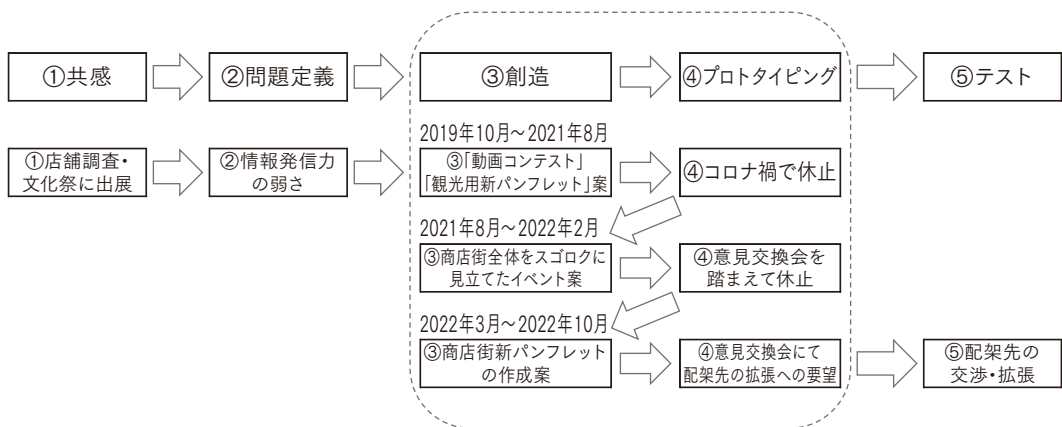 ①共感
②問題定義
③創造
④プロトタイピング
⑤テスト
2019年10月~2021年8月
①店舗調査・
文化祭に出展
②情報発信力
の弱さ
③「動画コンテスト」
「観光用新パンフレット」案
④コロナ禍で休止
2021年8月~2022年2月
③商店街全体をスゴロクに
見立てたイベント案
④意見交換会を
踏まえて休止
2022年3月~2022年10月
③商店街新パンフレット
の作成案
④意見交換会にて
配架先の拡張への要望
⑤配架先の
交渉・拡張